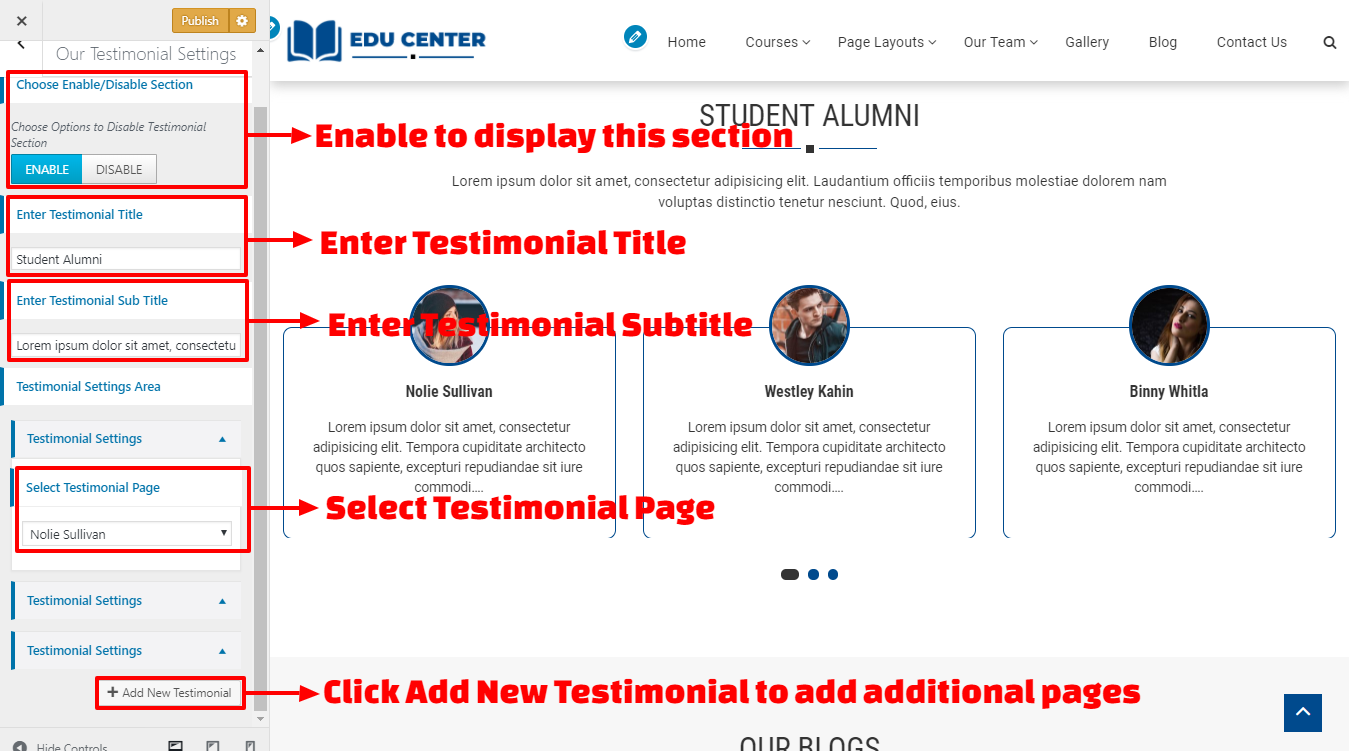 Publish
Our Testimonial Settings
Choose Enable/Disable Section
Choose Options to Disable Testimonial
Section
ENABLE DISABLE
Enter Testimonial Title
Student Alumni
Enter Testimonial Sub Title
Lorem ipsum dolor sit amet, consectetu
Testimonial Settings Area
Testimonial Settings
Select Testimonial Page
Nolie Sullivan
Testimonial Settings
Testimonial Settings
Add New Testimonial
Hide Controls
EDU CENTER
Home Courses Page Layouts Our Team Gallery Blog Contact Us
STUDENT ALUMNI
Enable to display this section
Lorem ipsum dolor sit amet, consectetur adipisicing elit. Laudantium officiis temporibus molestiae dolorem nam
voluptas distinctio tenetur nesciunt. Quod, eius.
Enter Testimonial Title
Enter Testimonial Subtitle
Nolie Sullivan
Lorem ipsum dolor sit amet, consectetur
adipisicing elit. Tempora cupiditate architecto
quos sapiente, excepturi repudiandae sit iure
commodi....
Westley Kahin
Lorem ipsum dolor sit amet, consectetur
adipisicing elit. Tempora cupiditate architecto
quos sapiente, excepturi repudiandae sit iure
commodi....
Binny Whitla
Lorem ipsum dolor sit amet, consectetur
adipisicing elit. Tempora cupiditate architecto
quos sapiente, excepturi repudiandae sit iure
commodi....
Select Testimonial Page
Click Add New Testimonial to add additional pages
OUR BLOGS